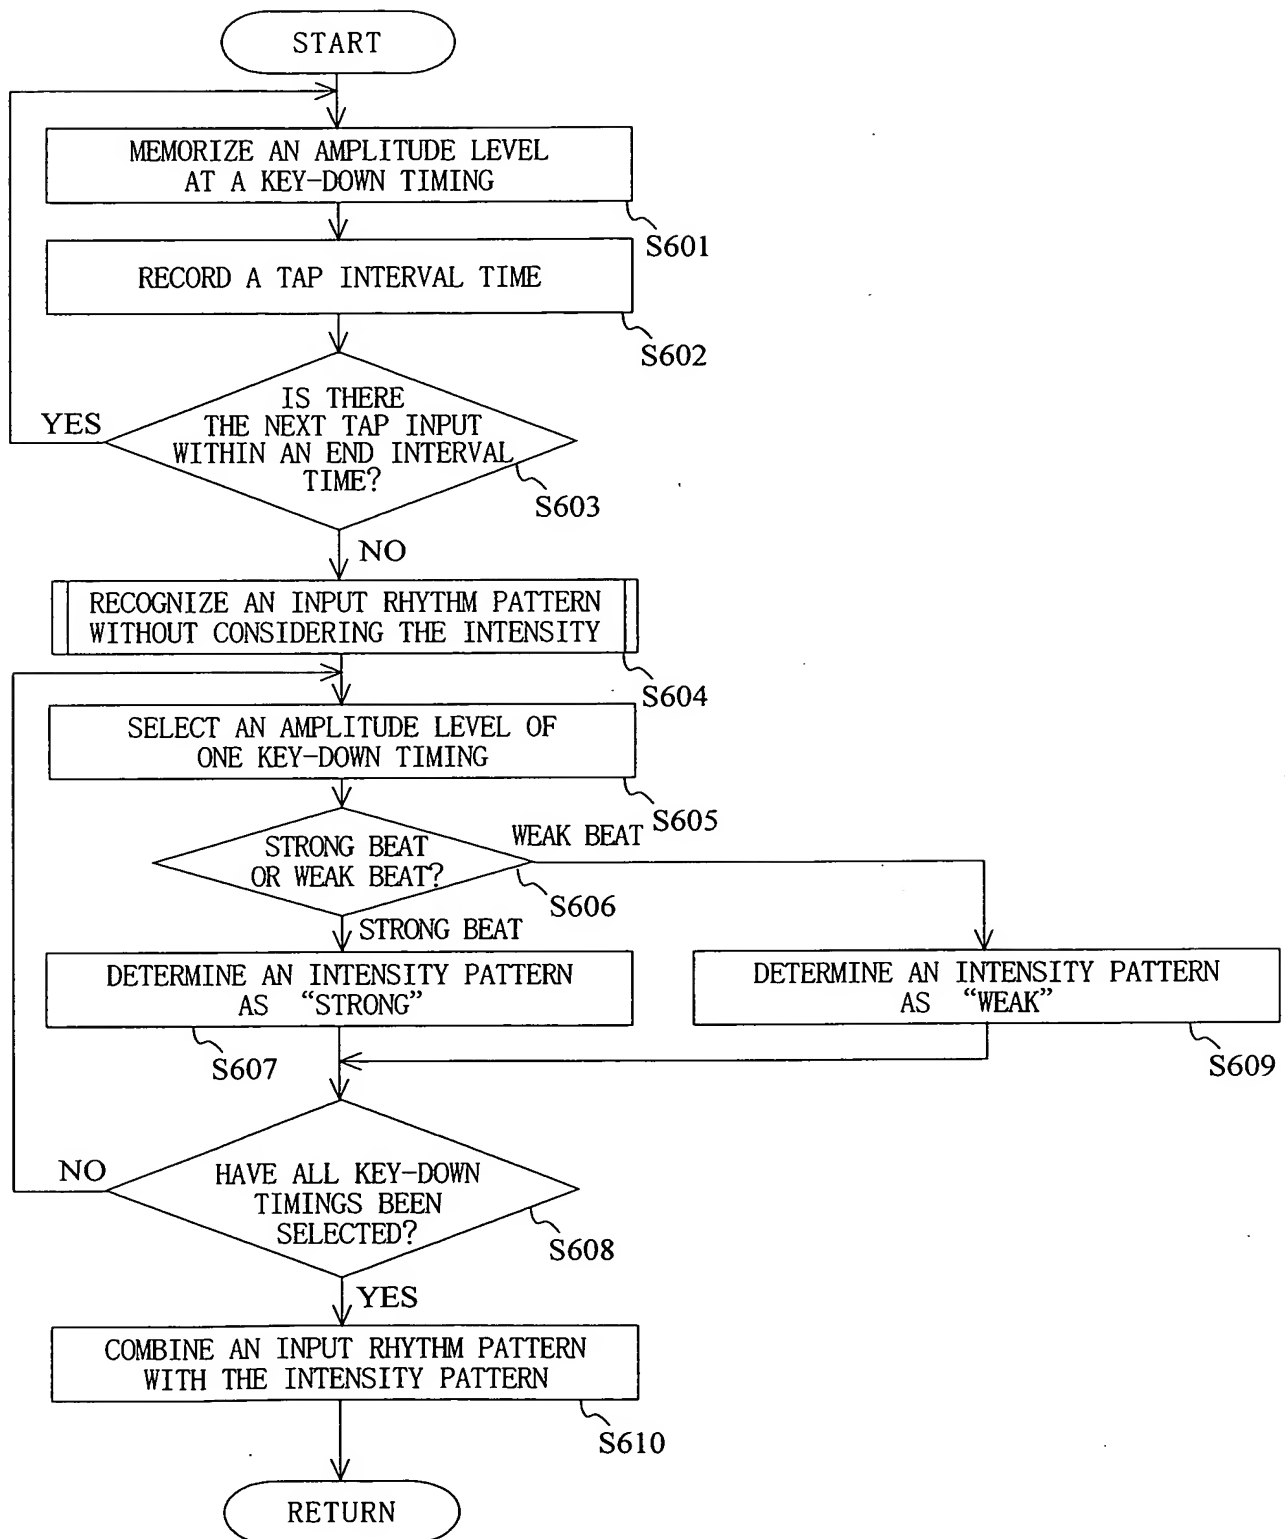 START
MEMORIZE AN AMPLITUDE LEVEL
AT A KEY-DOWN TIMING
S601
RECORD A TAP INTERVAL TIME
S602
IS THERE
THE NEXT TAP INPUT
WITHIN AN END INTERVAL
TIME?
YES
S603
NO
RECOGNIZE AN INPUT RHYTHM PATTERN
WITHOUT CONSIDERING THE INTENSITY
S604
SELECT AN AMPLITUDE LEVEL OF
ONE KEY-DOWN TIMING
S605
STRONG BEAT
OR WEAK BEAT?
WEAK BEAT
S606
STRONG BEAT
DETERMINE AN INTENSITY PATTERN
AS “STRONG”
S607
DETERMINE AN INTENSITY PATTERN
AS “WEAK”
S609
NO
HAVE ALL KEY-DOWN
TIMINGS BEEN
SELECTED?
S608
YES
COMBINE AN INPUT RHYTHM PATTERN
WITH THE INTENSITY PATTERN
S610
RETURN